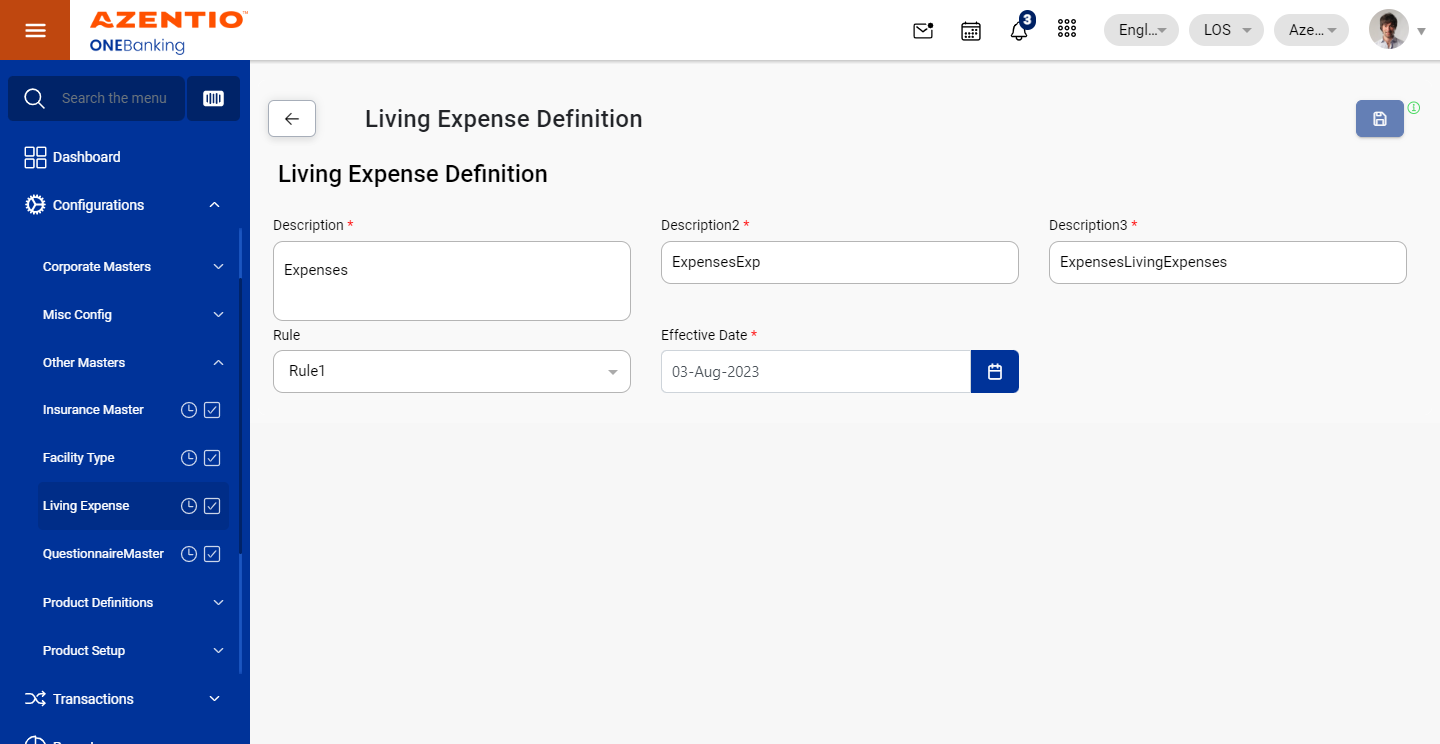 AZENTIO™
ONEBanking
3
Engl...
LOS
Aze...
Search the menu
Dashboard
Configurations
Corporate Masters
Misc Config
Other Masters
Insurance Master
Facility Type
Living Expense
QuestionnaireMaster
Product Definitions
Product Setup
Transactions
Living Expense Definition
Living Expense Definition
Description *
Description2 *
Description3 *
Expenses
ExpensesExp
ExpensesLivingExpenses
Rule
Effective Date *
Rule1
03-Aug-2023